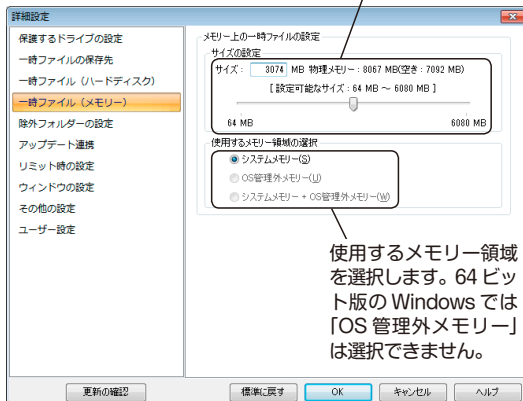 詳細設定
保護するドライブの設定
一時ファイルの保存先
一時ファイル（ハードディスク）
一時ファイル（メモリー）
除外フォルダーの設定
アップデート連携
リミット時の設定
ウィンドウの設定
その他の設定
ユーザー設定
メモリー上の一時ファイルの設定
サイズの設定
サイズ： 3074 MB 物理メモリー：8067 MB(空き：7092 MB)
[ 設定可能なサイズ：64 MB ～ 6080 MB ]
64 MB 6080 MB
使用するメモリー領域の選択
システムメモリー(S)
OS管理外メモリー(U)
システムメモリー + OS管理外メモリー(W)
使用するメモリー領域
を選択します。64 ビッ
ト版の Windows では
「OS 管理外メモリー」
は選択できません。
更新の確認 標準に戻す OK キャンセル ヘルプ